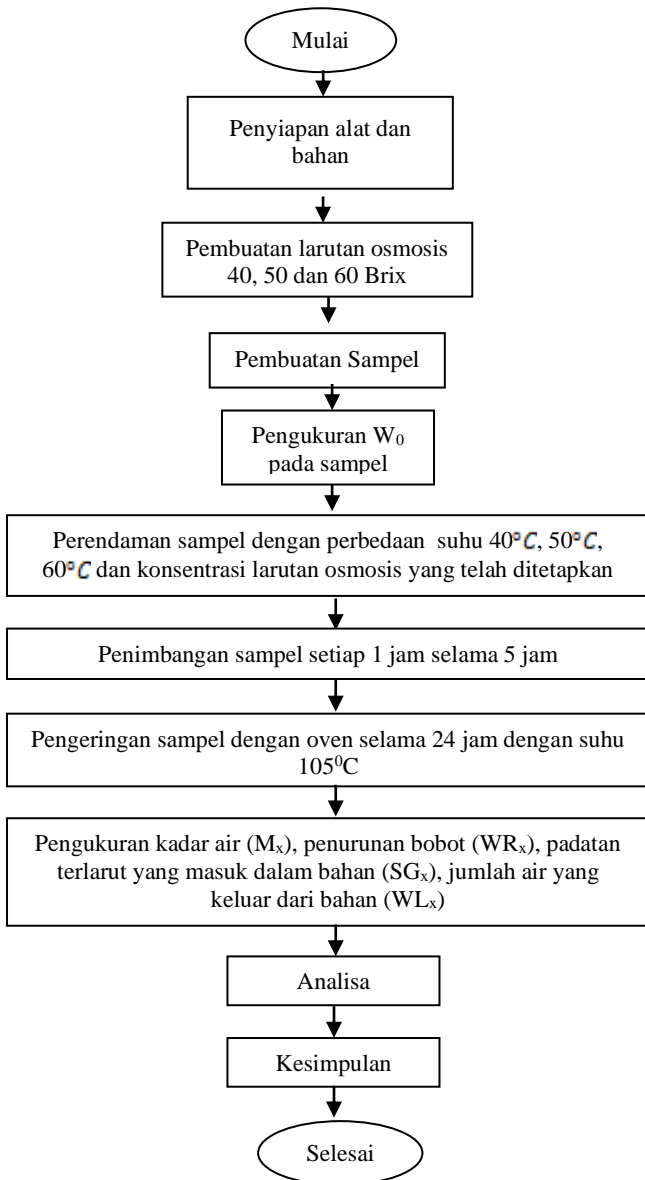 Mulai
Penyiapan alat dan
bahan
Pembuatan larutan osmosis
40, 50 dan 60 Brix
Pembuatan Sampel
Pengukuran W₀
pada sampel
Perendaman sampel dengan perbedaan suhu 40°C, 50°C,
60°C dan konsentrasi larutan osmosis yang telah ditetapkan
Penimbangan sampel setiap 1 jam selama 5 jam
Pengeringan sampel dengan oven selama 24 jam dengan suhu
105⁰C
Pengukuran kadar air (Mₓ), penurunan bobot (WRₓ), padatan
terlarut yang masuk dalam bahan (SGₓ), jumlah air yang
keluar dari bahan (WLₓ)
Analisa
Kesimpulan
Selesai